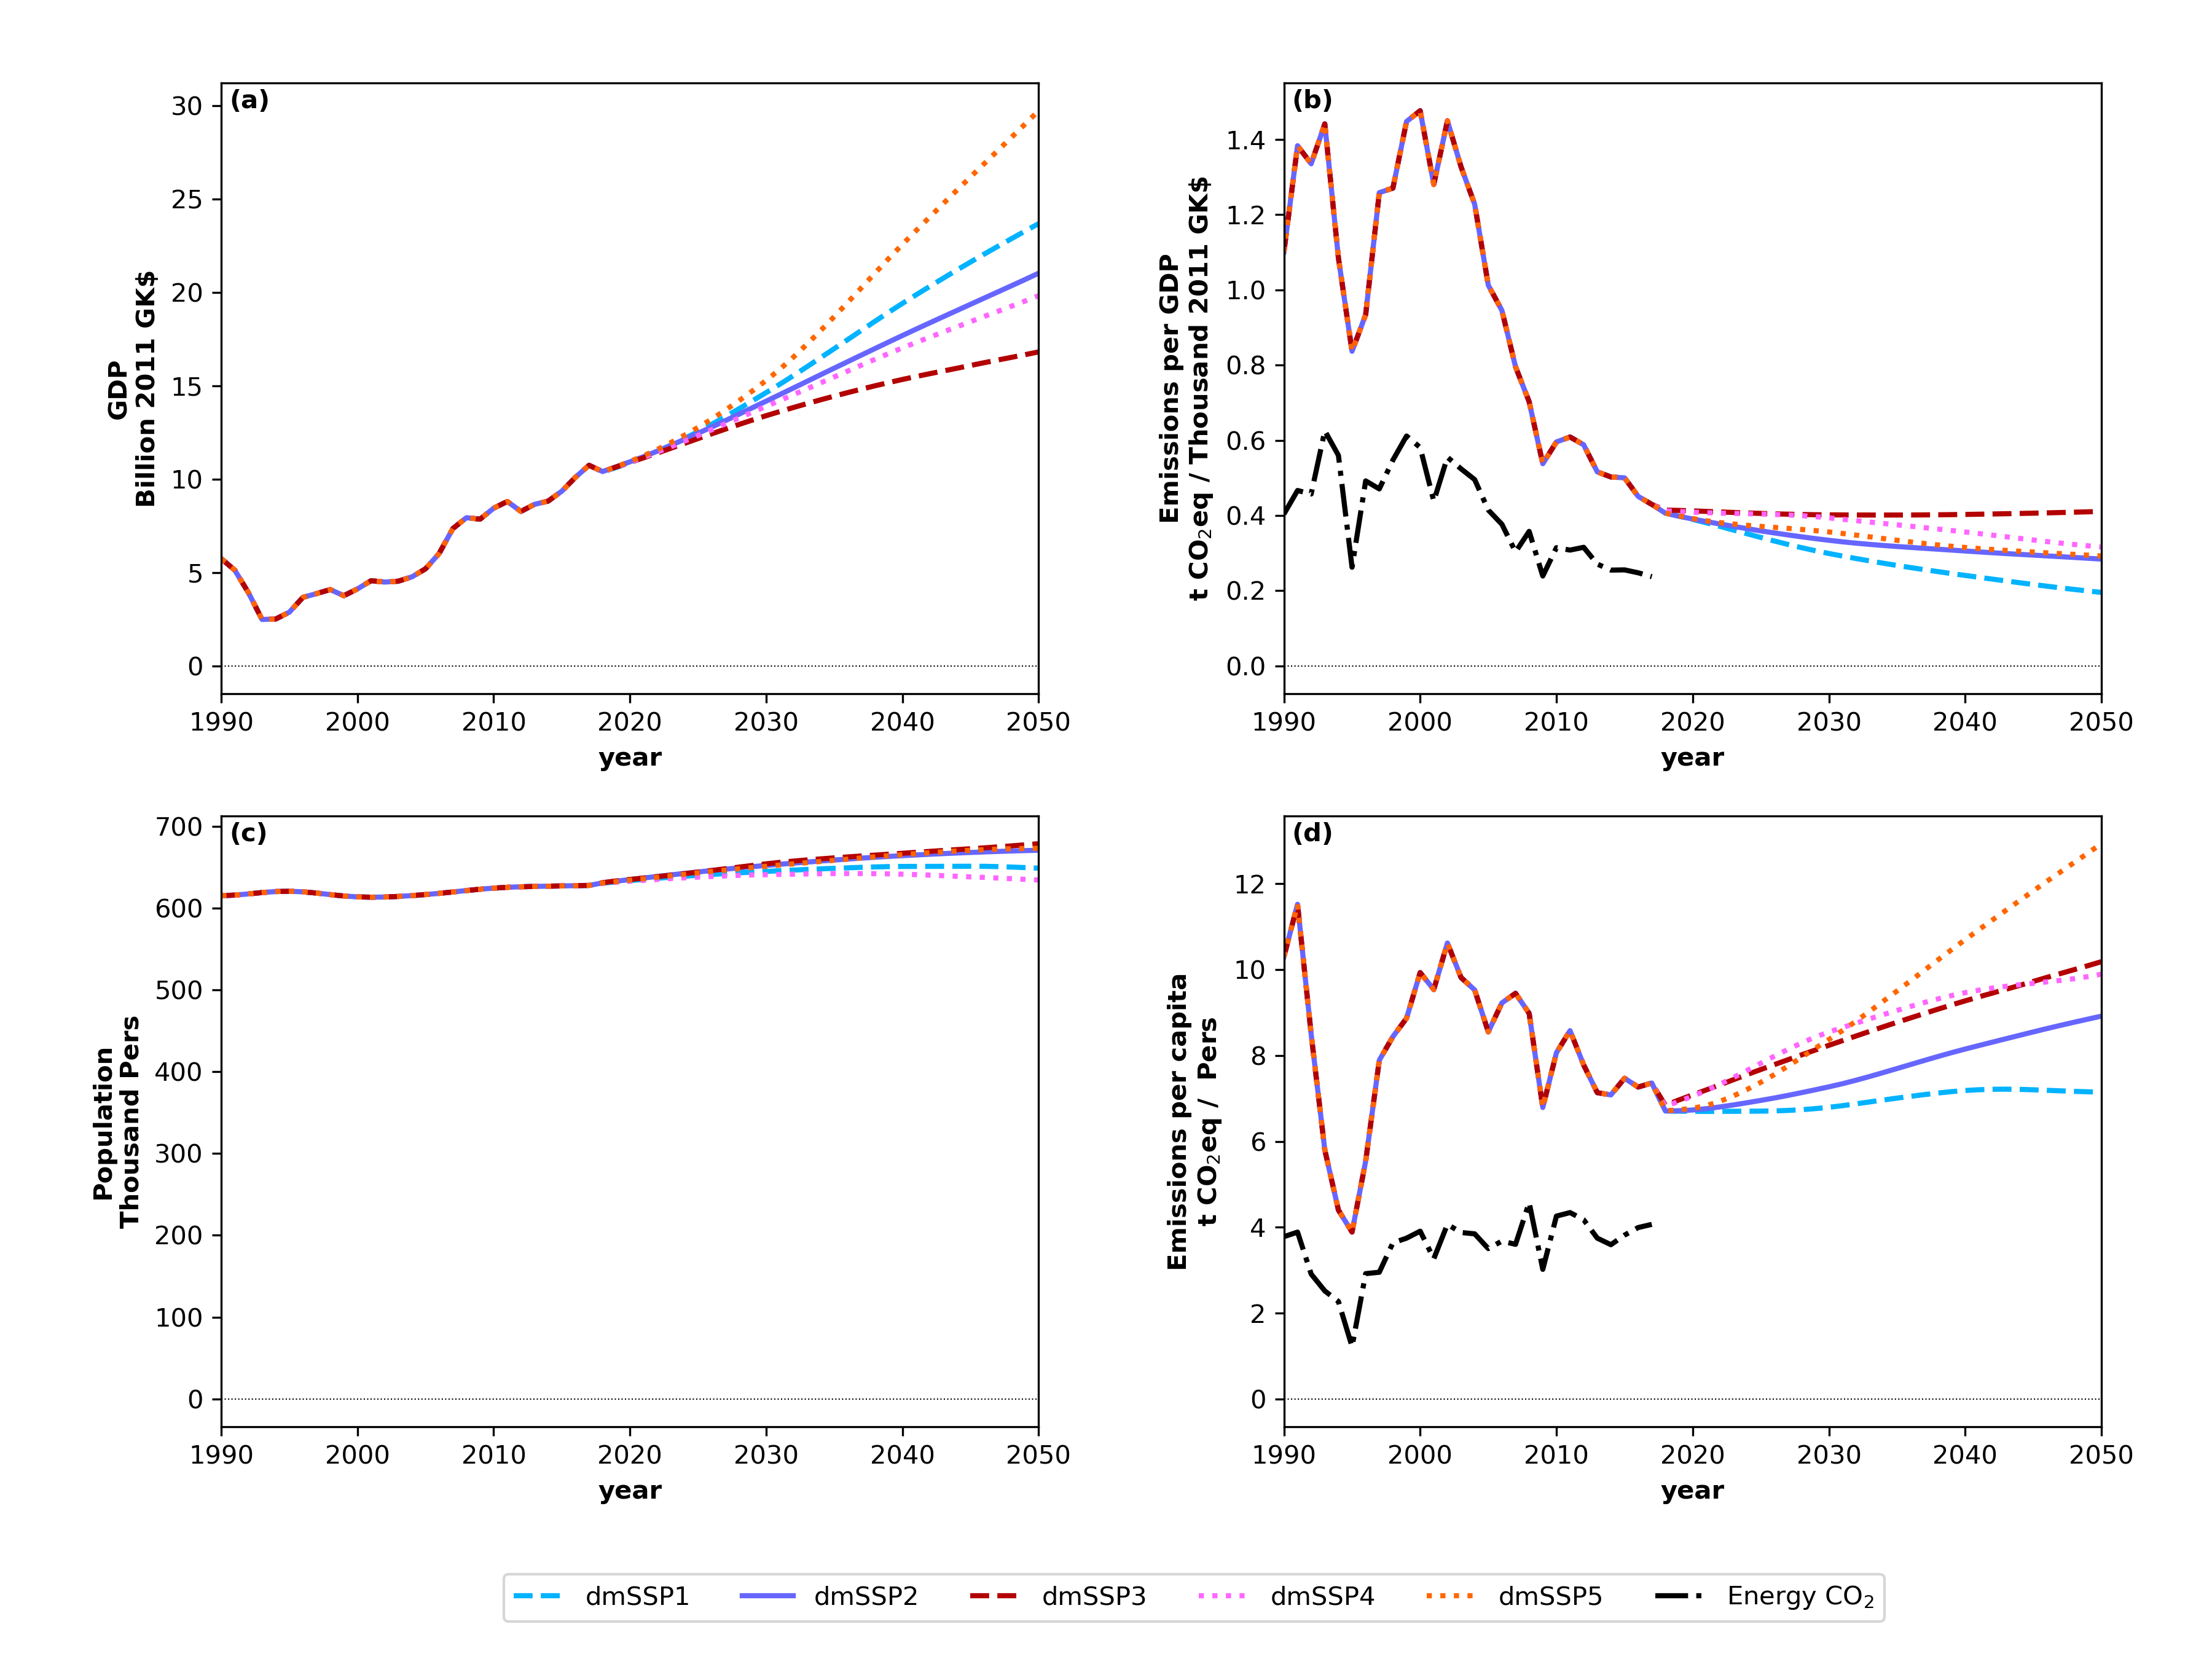 (a)
30
25
20
15
10
5
0
GDP
Billion 2011 GK$
1990 2000 2010 2020 2030 2040 2050
year
(b)
1.4
1.2
1.0
0.8
0.6
0.4
0.2
0.0
Emissions per GDP
t CO₂eq / Thousand 2011 GK$
1990 2000 2010 2020 2030 2040 2050
year
(c)
700
600
500
400
300
200
100
0
Population
Thousand Pers
1990 2000 2010 2020 2030 2040 2050
year
(d)
12
10
8
6
4
2
0
Emissions per capita
t CO₂eq / Pers
1990 2000 2010 2020 2030 2040 2050
year
dmSSP1 dmSSP2 dmSSP3 dmSSP4 dmSSP5 Energy CO₂